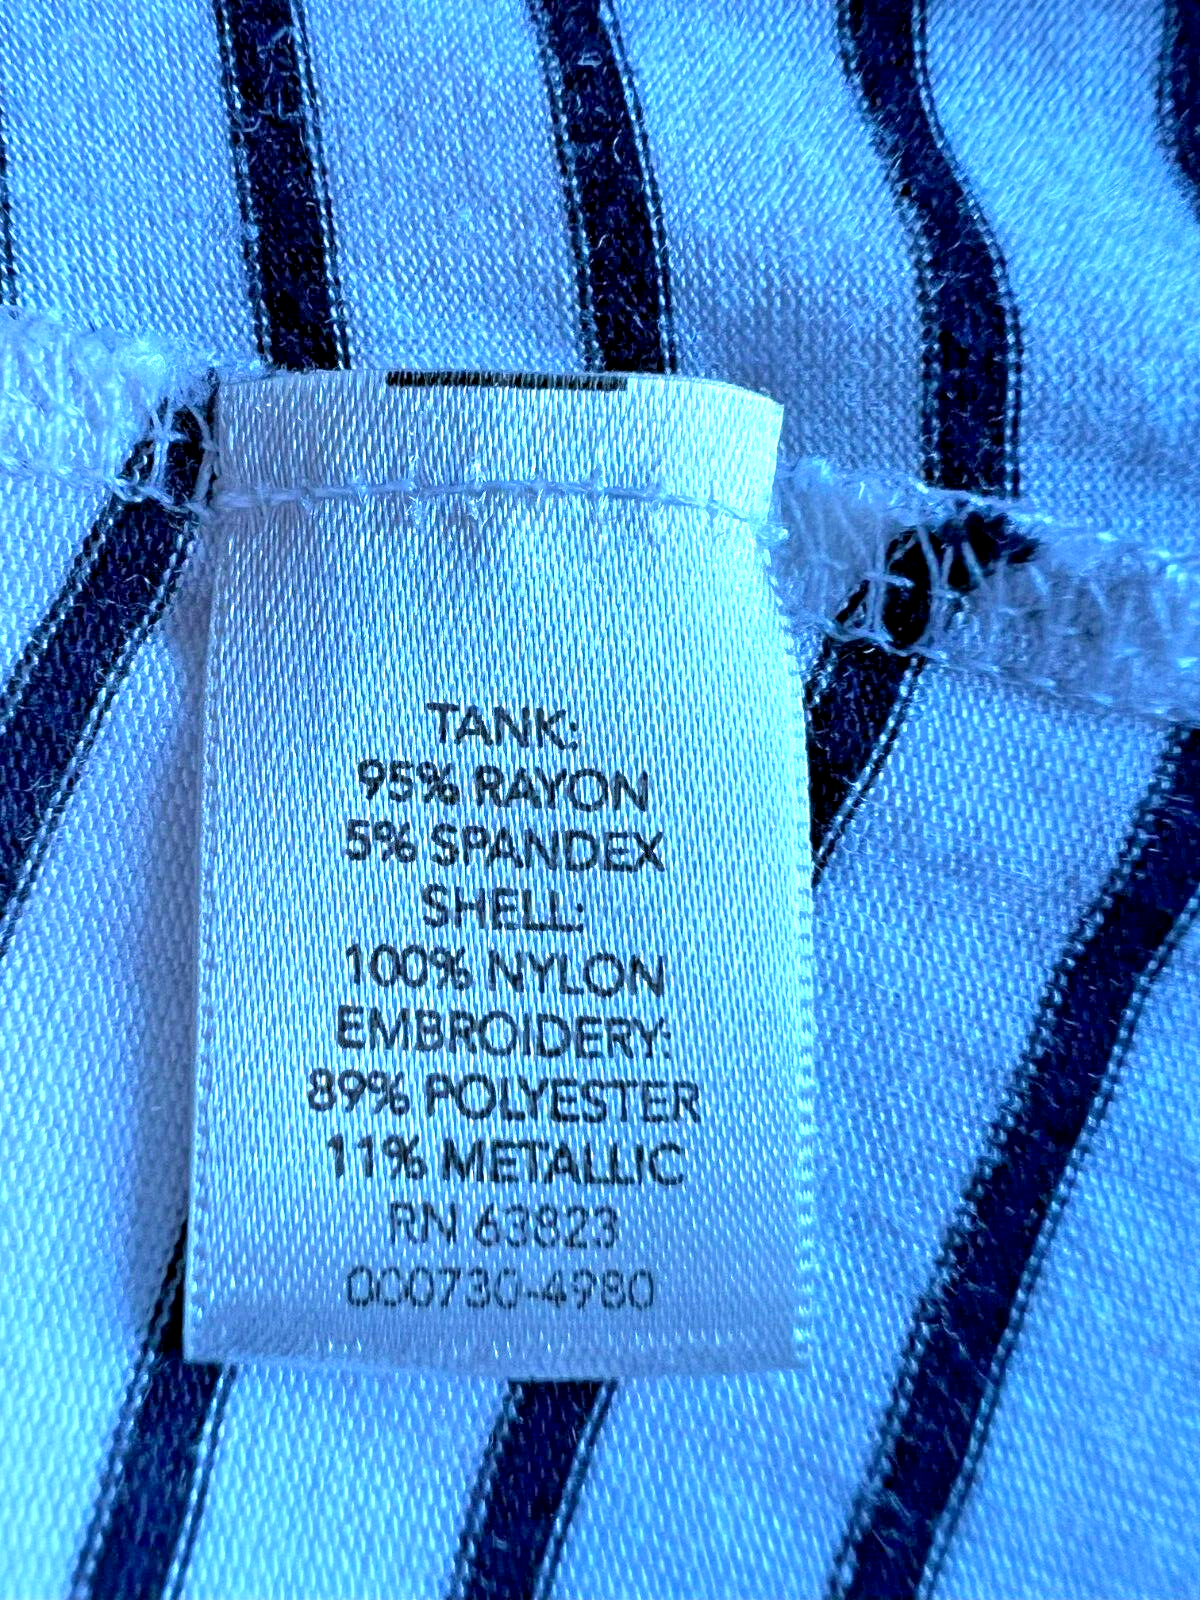 TANK:
95% RAYON
5% SPANDEX
SHELL:
100% NYLON
EMBROIDERY:
89% POLYESTER
11% METALLIC
RN 63823
000730-4980